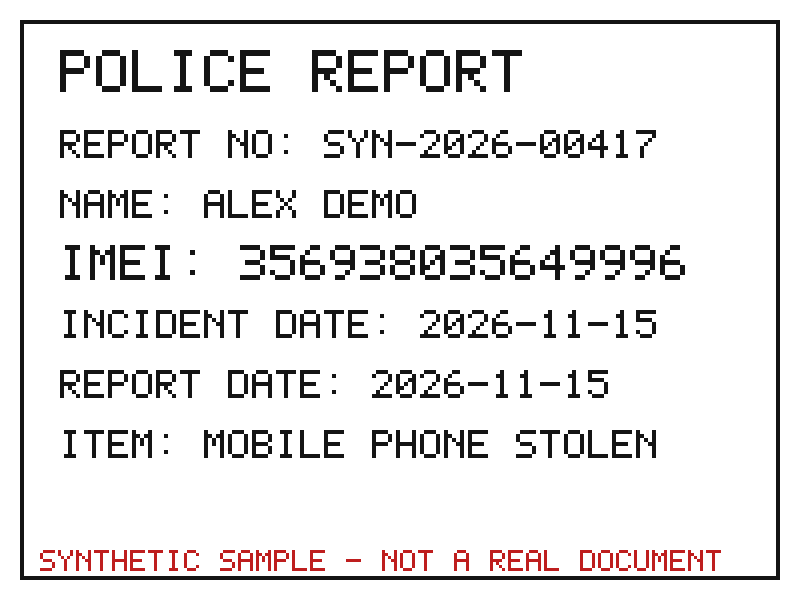 POLICE REPORT
REPORT NO: SYN-2026-00417
NAME: ALEX DEMO
IMEI: 356938035649996
INCIDENT DATE: 2026-11-15
REPORT DATE: 2026-11-15
ITEM: MOBILE PHONE STOLEN
SYNTHETIC SAMPLE - NOT A REAL DOCUMENT